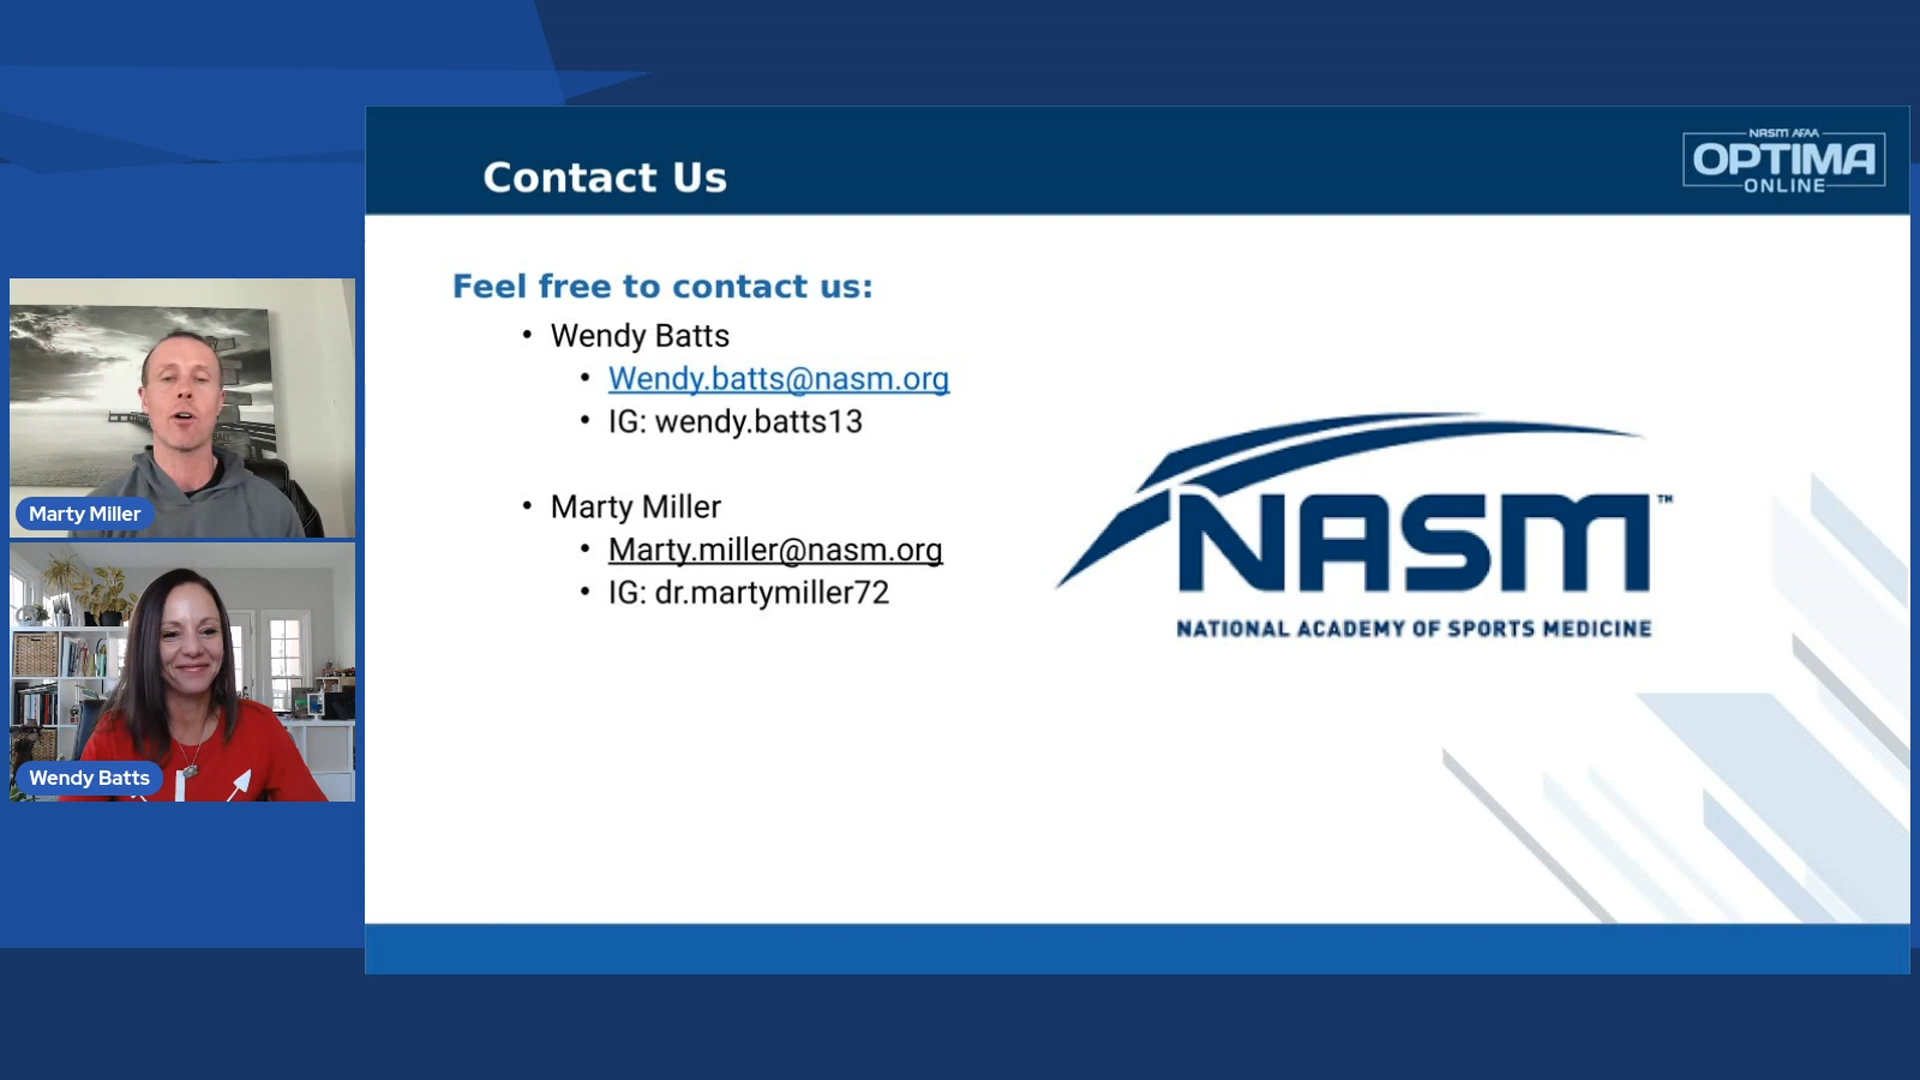 NASM AFAA
OPTIMA
ONLINE
Contact Us
Feel free to contact us:
• Wendy Batts
• Wendy.batts@nasm.org
• IG: wendy.batts13
• Marty Miller
• Marty.miller@nasm.org
• IG: dr.martymiller72
NASM™
NATIONAL ACADEMY OF SPORTS MEDICINE
Marty Miller
Wendy Batts